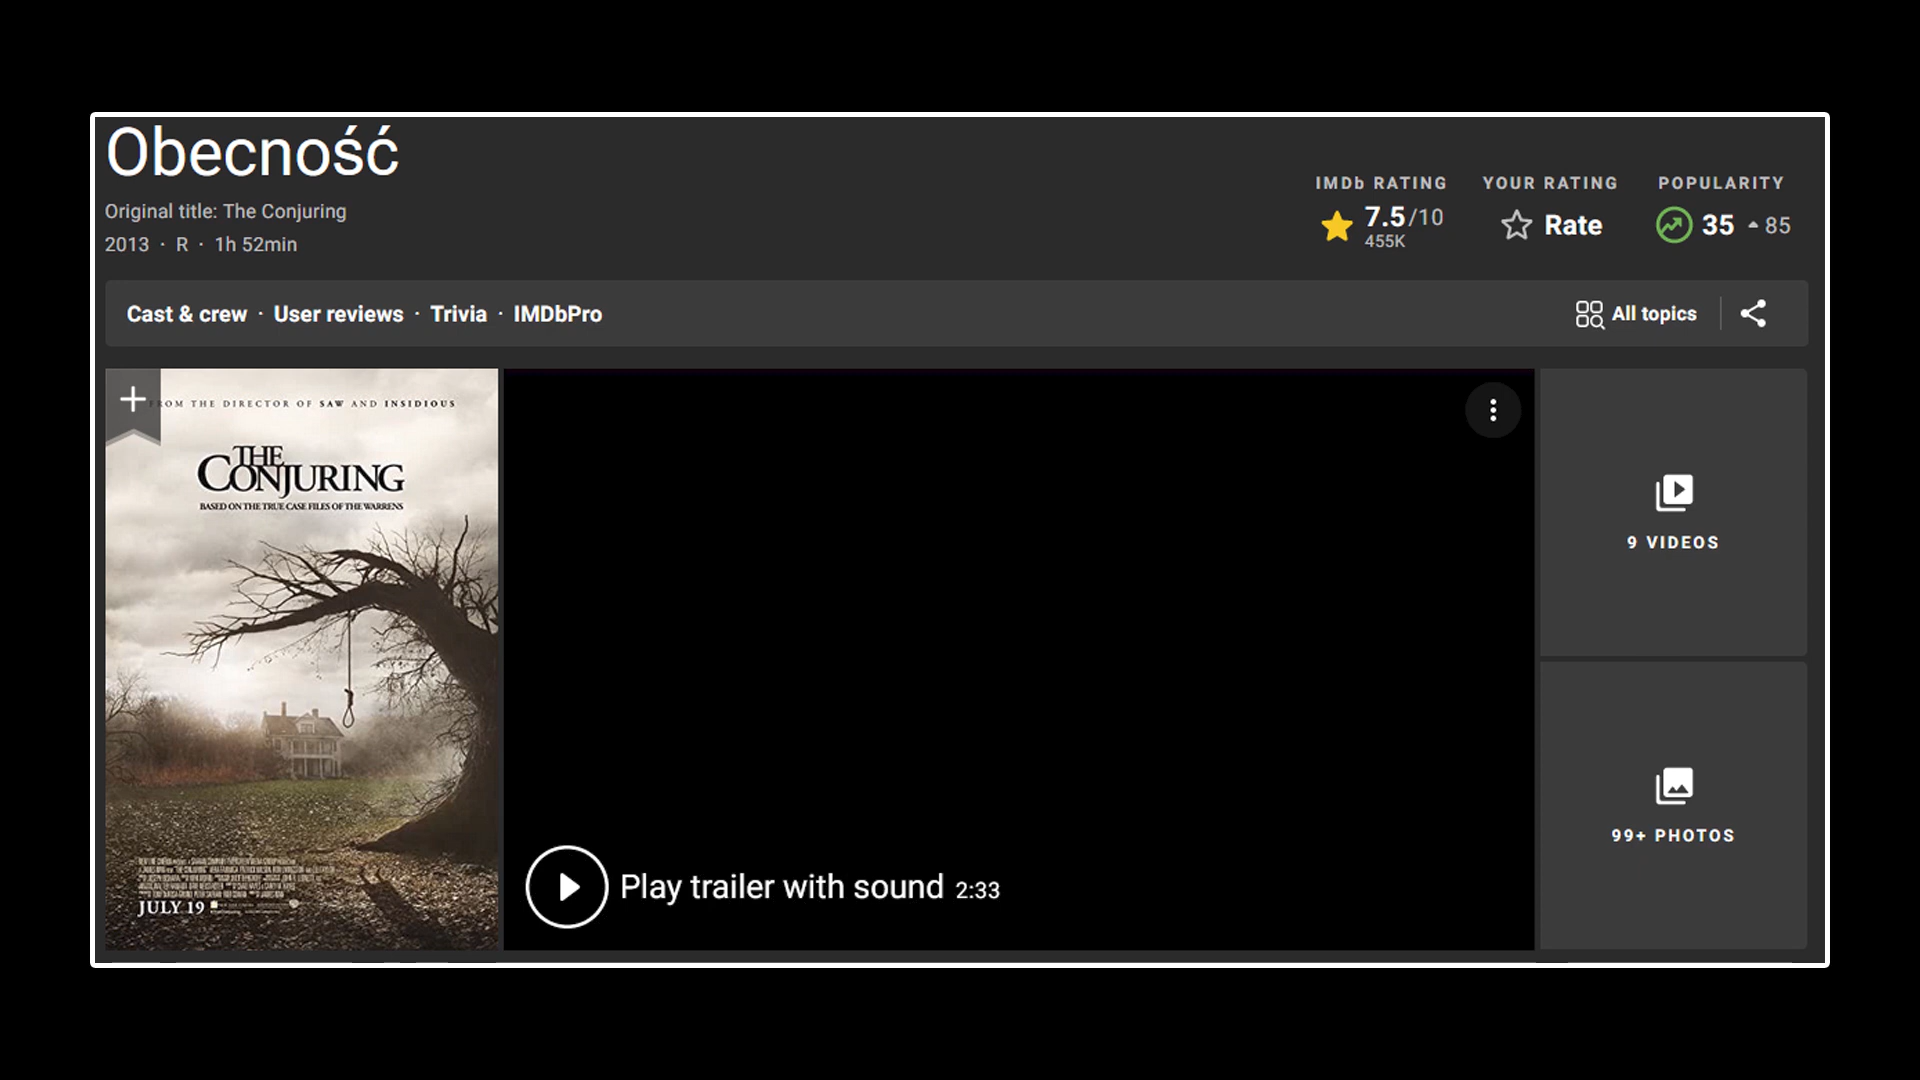 Obecność
Original title: The Conjuring
2013 · R · 1h 52min
IMDb RATING
7.5/10
455K
YOUR RATING
Rate
POPULARITY
35
85
Cast & crew · User reviews · Trivia · IMDbPro
All topics
FROM THE DIRECTOR OF SAW AND INSIDIOUS
THE
CONJURING
BASED ON THE TRUE CASE FILES OF THE WARRENS
JULY 19
Play trailer with sound 2:33
9 VIDEOS
99+ PHOTOS